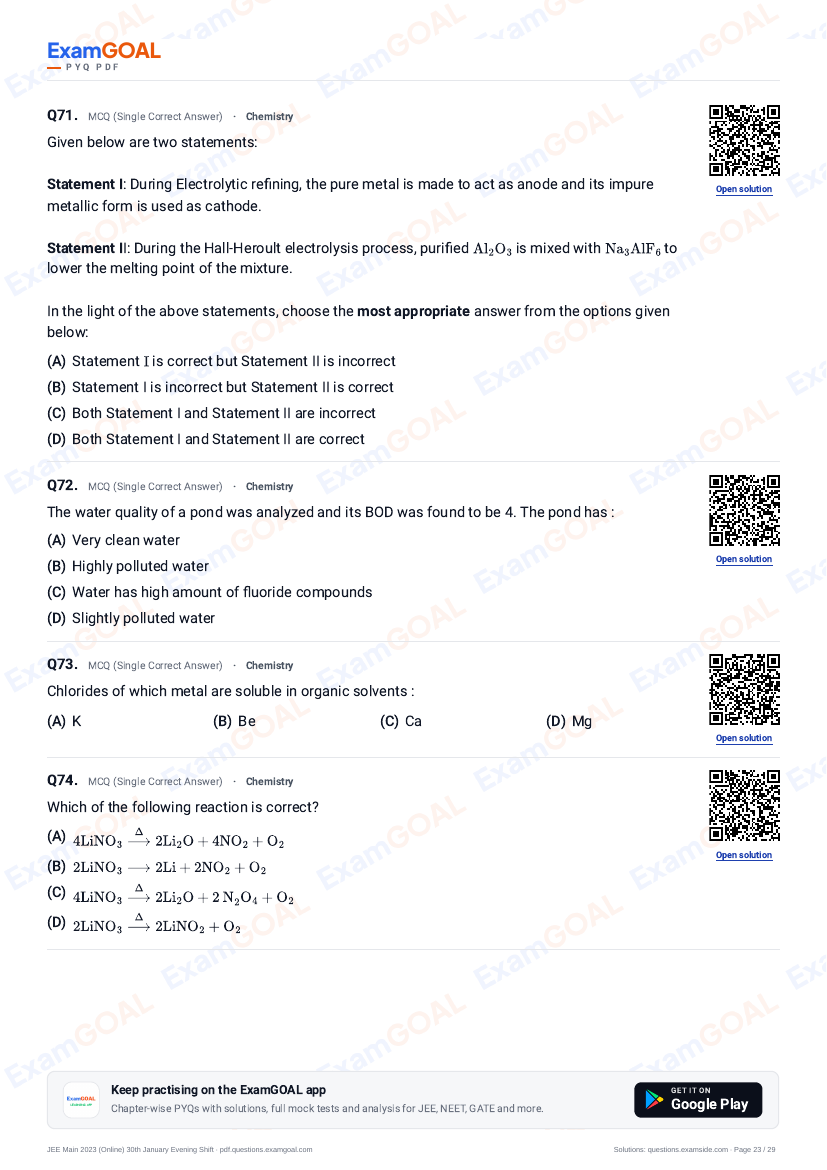 ExamGOAL
PYQ PDF
Q71. MCQ (Single Correct Answer) · Chemistry
Given below are two statements:
Statement I: During Electrolytic refining, the pure metal is made to act as anode and its impure
metallic form is used as cathode.
Statement II: During the Hall-Heroult electrolysis process, purified Al₂O₃ is mixed with Na₃AlF₆ to
lower the melting point of the mixture.
In the light of the above statements, choose the most appropriate answer from the options given
below:
(A) Statement I is correct but Statement II is incorrect
(B) Statement I is incorrect but Statement II is correct
(C) Both Statement I and Statement II are incorrect
(D) Both Statement I and Statement II are correct
Open solution
Q72. MCQ (Single Correct Answer) · Chemistry
The water quality of a pond was analyzed and its BOD was found to be 4. The pond has :
(A) Very clean water
(B) Highly polluted water
(C) Water has high amount of fluoride compounds
(D) Slightly polluted water
Open solution
Q73. MCQ (Single Correct Answer) · Chemistry
Chlorides of which metal are soluble in organic solvents :
(A) K (B) Be (C) Ca (D) Mg
Open solution
Q74. MCQ (Single Correct Answer) · Chemistry
Which of the following reaction is correct?
(A) 4LiNO₃ —Δ→ 2Li₂O + 4NO₂ + O₂
(B) 2LiNO₃ ⟶ 2Li + 2NO₂ + O₂
(C) 4LiNO₃ —Δ→ 2Li₂O + 2 N₂O₄ + O₂
(D) 2LiNO₃ —Δ→ 2LiNO₂ + O₂
Open solution
Keep practising on the ExamGOAL app
Chapter-wise PYQs with solutions, full mock tests and analysis for JEE, NEET, GATE and more.
GET IT ON
Google Play
JEE Main 2023 (Online) 30th January Evening Shift · pdf.questions.examgoal.com
Solutions: questions.examside.com · Page 23 / 29